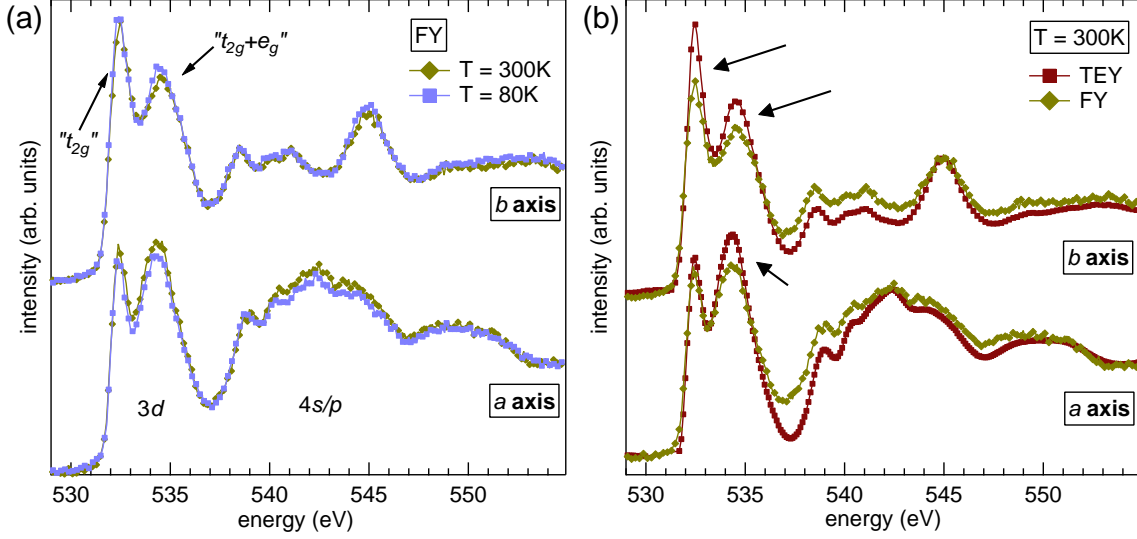 (a)
"t2g+eg"
FY
T = 300K
T = 80K
"t2g"
b axis
3d
4s/p
a axis
intensity (arb. units)
530
535
540
545
550
energy (eV)
(b)
T = 300K
TEY
FY
b axis
a axis
intensity (arb. units)
530
535
540
545
550
energy (eV)